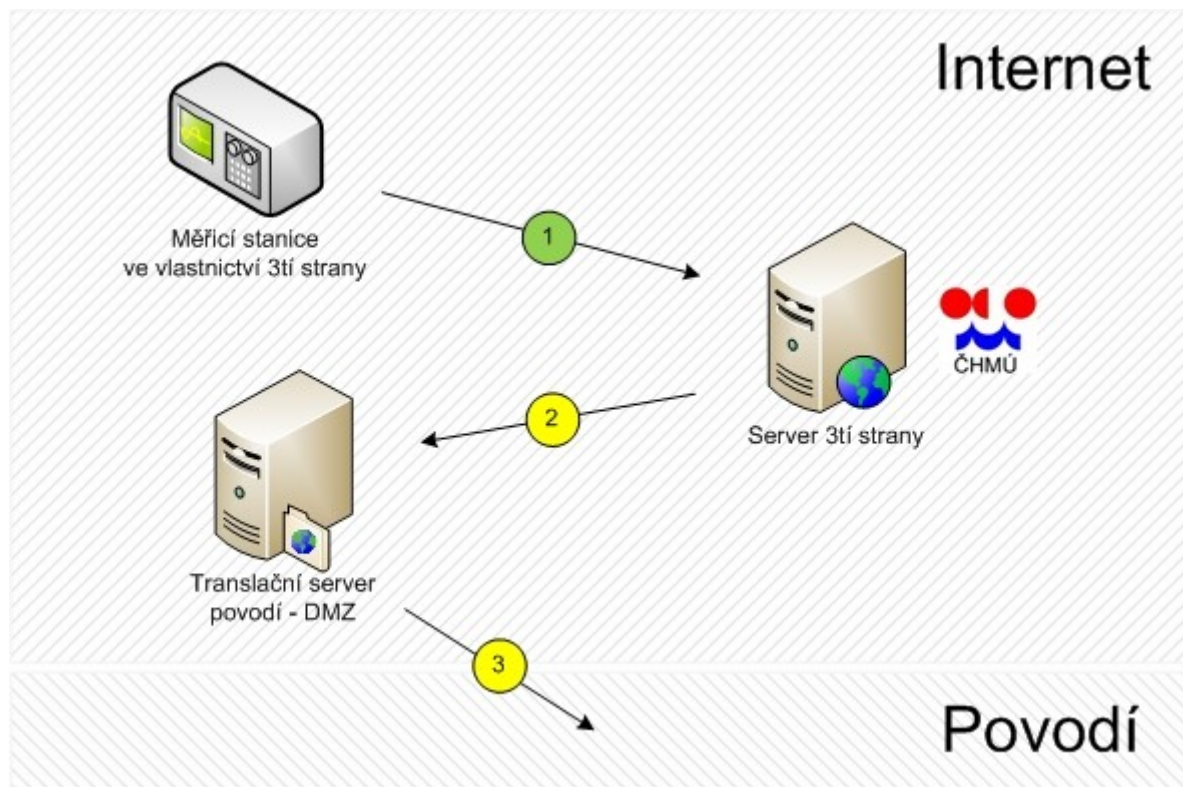 Internet
Měřicí stanice
ve vlastnictví 3tí strany
1
ČHMÚ
Server 3tí strany
2
Translační server
povodí - DMZ
3
Povodí